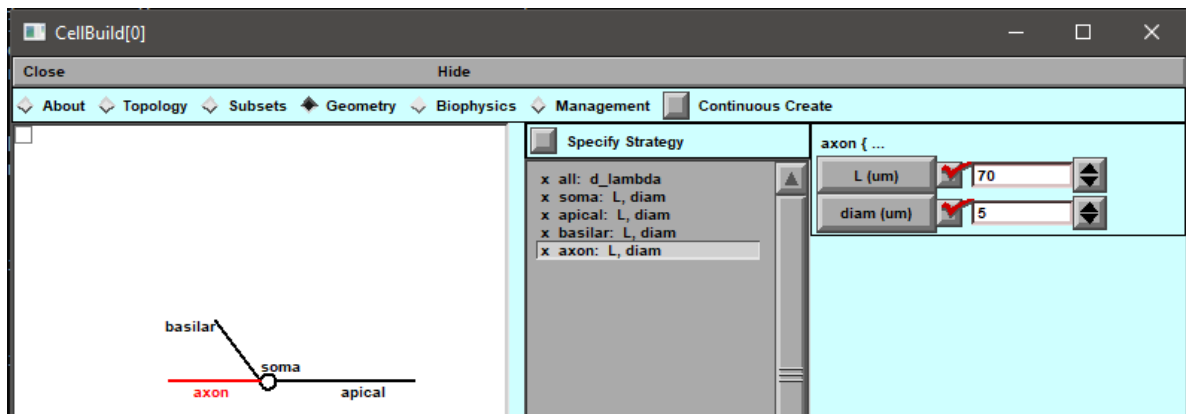 CellBuild[0]
Close Hide
About Topology Subsets Geometry Biophysics Management Continuous Create
Specify Strategy
x all: d_lambda
x soma: L, diam
x apical: L, diam
x basilar: L, diam
x axon: L, diam
axon { ...
L (um) 70
diam (um) 5
basilar
soma
axon apical